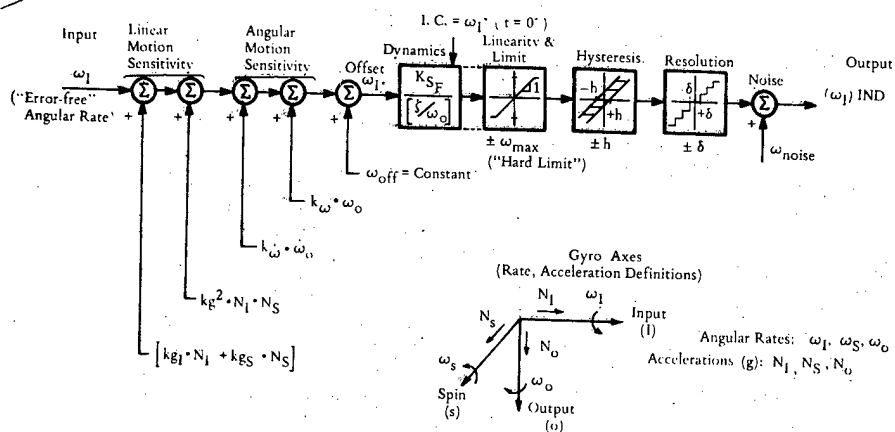 I. C. = ω_I* (t = 0⁻)
Input
Linear
Motion
Sensitivity
Angular
Motion
Sensitivity
Dynamics
Linearity &
Limit
Hysteresis
Resolution
Output
ω_I
("Error-free"
Angular Rate)
Σ
Σ
Σ
Σ
Offset
Σ
ω_I*
K_SF
[ξ/ω_o]
1
-h
+h
δ
+δ
Noise
Σ
(ω_I) IND
± ω_max
("Hard Limit")
± h
± δ
ω_noise
ω_off = Constant
k_ω • ω_o
k_ω̇ • ω̇_o
kg² • N_I • N_S
[kg_I • N_I + kg_S • N_S]
Gyro Axes
(Rate, Acceleration Definitions)
N_I
ω_I
Input
(I)
N_s
N_o
ω_s
ω_o
Spin
(s)
Output
(o)
Angular Rates: ω_I, ω_S, ω_o
Accelerations (g): N_I, N_S, N_o